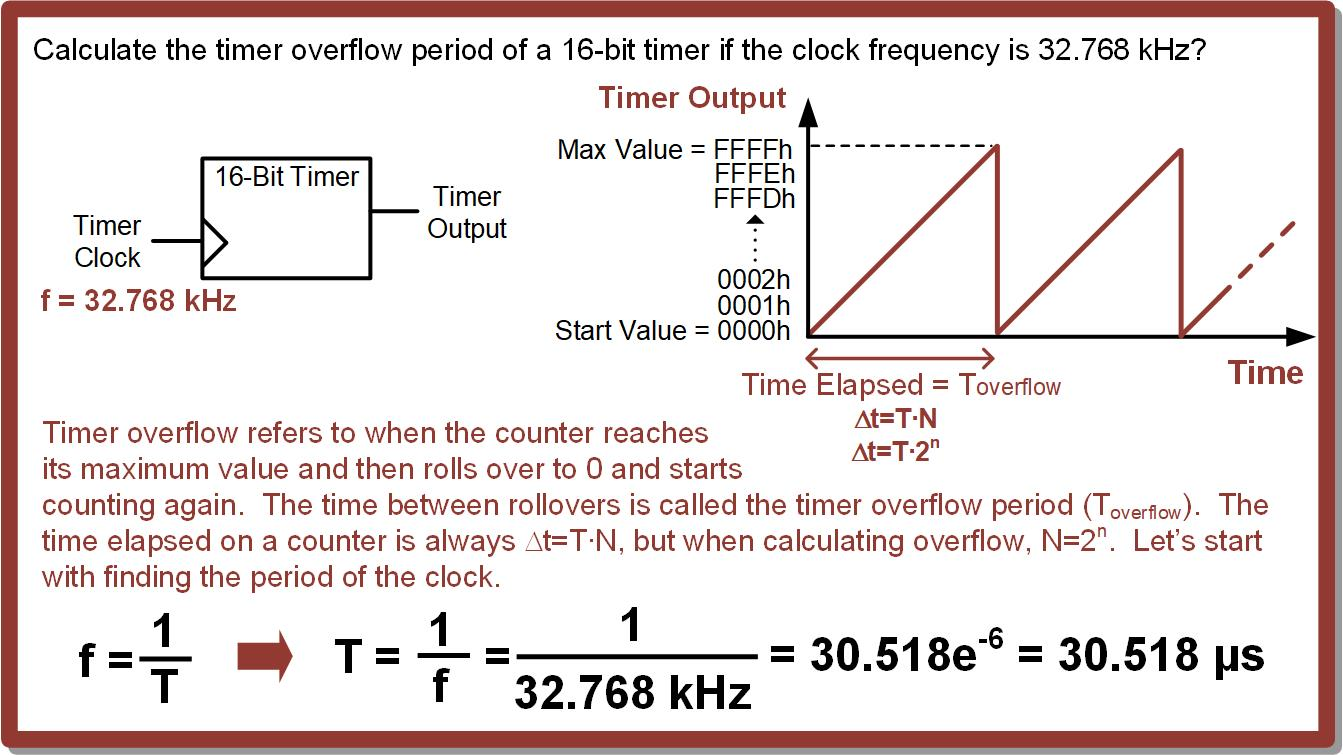 Calculate the timer overflow period of a 16-bit timer if the clock frequency is 32.768 kHz?
16-Bit Timer
Timer
Clock
f = 32.768 kHz
Timer
Output
Timer Output
Max Value = FFFFh
FFFEh
FFFDh
0002h
0001h
Start Value = 0000h
Time
Time Elapsed = Toverflow
Δt=T·N
Δt=T·2ⁿ
Timer overflow refers to when the counter reaches
its maximum value and then rolls over to 0 and starts
counting again. The time between rollovers is called the timer overflow period (Toverflow). The
time elapsed on a counter is always Δt=T·N, but when calculating overflow, N=2ⁿ. Let's start
with finding the period of the clock.
f = 1/T T = 1/f = 1/32.768 kHz = 30.518e⁻⁶ = 30.518 µs